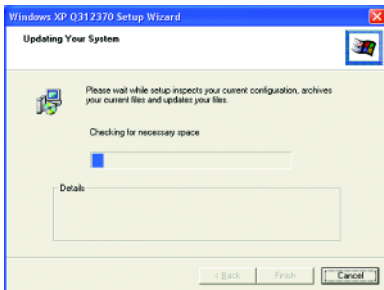 Windows XP Q312370 Setup Wizard
Updating Your System
Please wait while setup inspects your current configuration, archives
your current files and updates your files.
Checking for necessary space
Details
< Back
Finish
Cancel